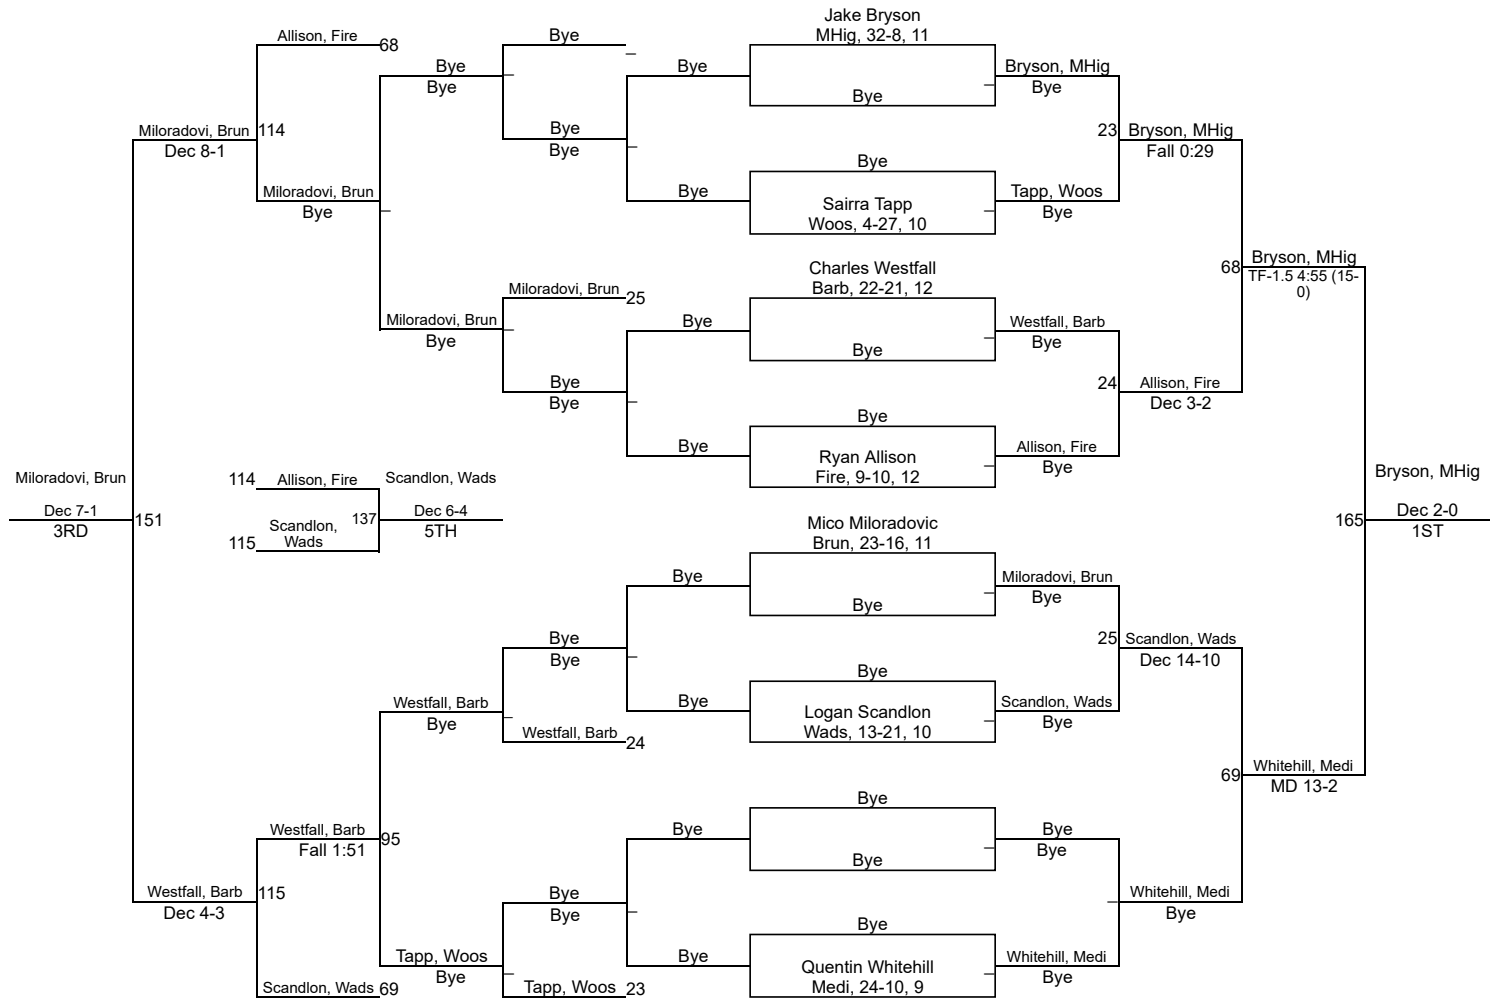 Jake Bryson
MHig, 32-8, 11
Allison, Fire
68
Bye
Bye
Bye
Bye
Bryson, MHig
Bye
Bye
Miloradovi, Brun
114
Dec 8-1
Bye
Bye
23
Bryson, MHig
Fall 0:29
Bye
Miloradovi, Brun
Bye
Bye
Sairra Tapp
Woos, 4-27, 10
Tapp, Woos
Bye
Charles Westfall
Barb, 22-21, 12
68
Bryson, MHig
TF-1.5 4:55 (15-
0)
Miloradovi, Brun
25
Miloradovi, Brun
Bye
Bye
Bye
Westfall, Barb
Bye
Bye
Bye
24
Allison, Fire
Dec 3-2
Bye
Bye
Ryan Allison
Fire, 9-10, 12
Allison, Fire
Bye
Miloradovi, Brun
Dec 7-1
3RD
151
114
Allison, Fire
115
Scandlon,
Wads
137
Scandlon, Wads
Dec 6-4
5TH
Bryson, MHig
165
Dec 2-0
1ST
Mico Miloradovic
Brun, 23-16, 11
Bye
Bye
Miloradovi, Brun
Bye
Bye
Bye
25
Scandlon, Wads
Dec 14-10
Bye
Westfall, Barb
Bye
Bye
Logan Scandlon
Wads, 13-21, 10
Scandlon, Wads
Bye
Westfall, Barb
24
69
Whitehill, Medi
MD 13-2
Bye
Westfall, Barb
Fall 1:51
95
Bye
Bye
Bye
Bye
Westfall, Barb
115
Dec 4-3
Bye
Bye
Whitehill, Medi
Bye
Bye
Tapp, Woos
Bye
Bye
Quentin Whitehill
Medi, 24-10, 9
Whitehill, Medi
Bye
Scandlon, Wads
69
Tapp, Woos
23